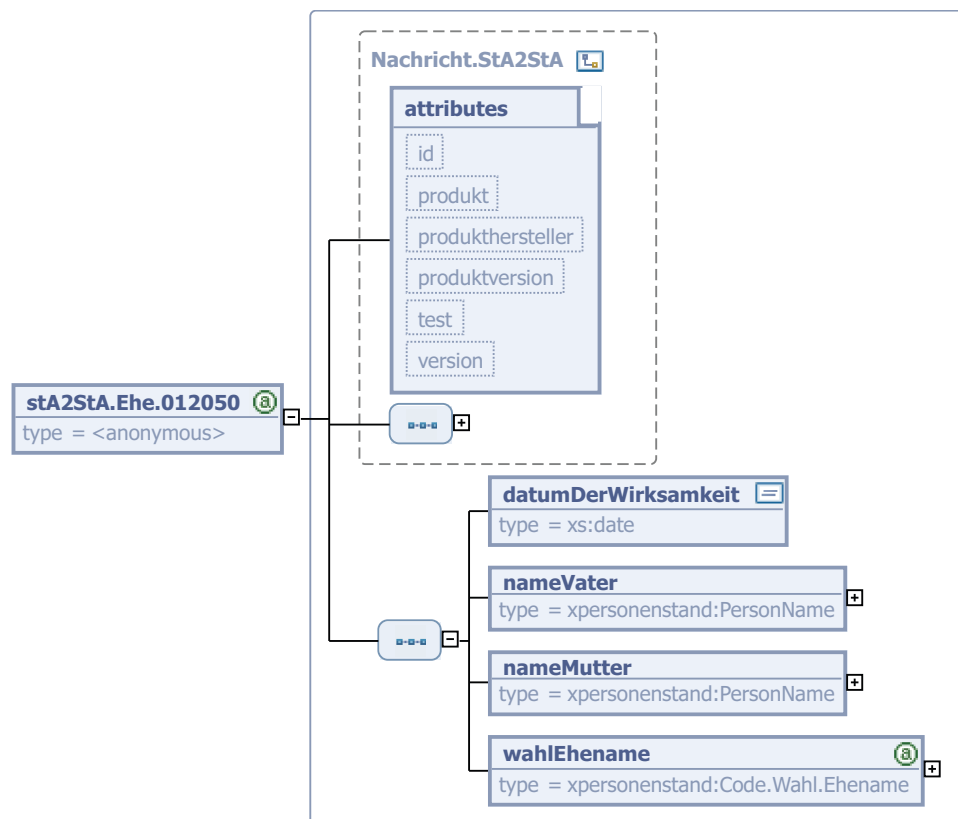 Nachricht.StA2StA
attributes
id
produkt
produkthersteller
produktversion
test
version
stA2StA.Ehe.012050
type = <anonymous>
datumDerWirksamkeit
type = xs:date
nameVater
type = xpersonenstand:PersonName
nameMutter
type = xpersonenstand:PersonName
wahlEhename
type = xpersonenstand:Code.Wahl.Ehename